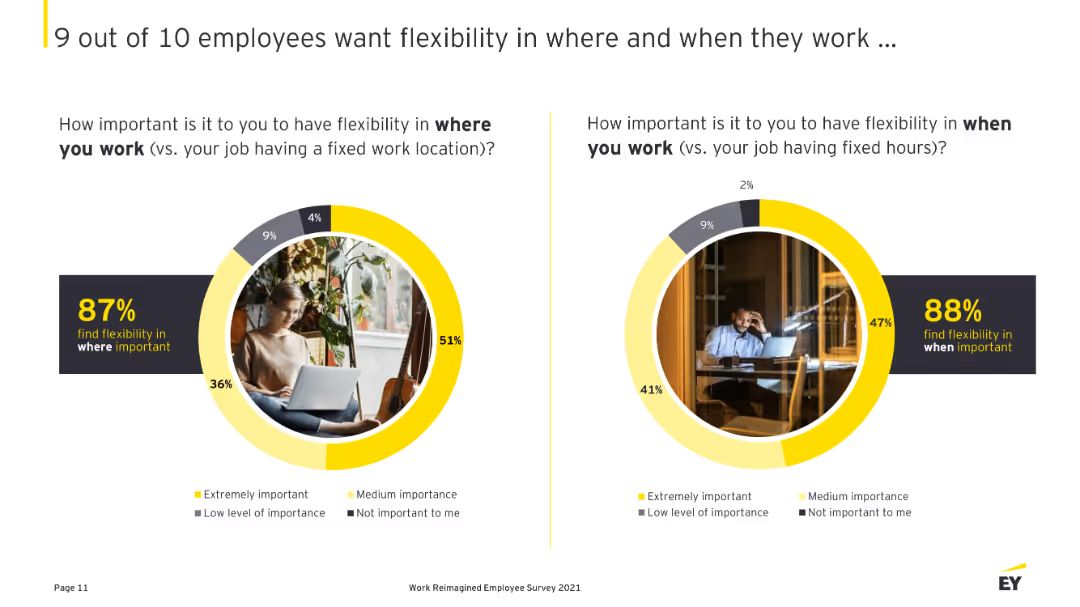 9 out of 10 employees want flexibility in where and when they work ...
How important is it to you to have flexibility in where
you work (vs. your job having a fixed work location)?
4%
9%
87%
find flexibility in
where important
51%
36%
Extremely important
Medium importance
Low level of importance
Not important to me
How important is it to you to have flexibility in when
you work (vs. your job having fixed hours)?
2%
9%
47%
88%
find flexibility in
when important
41%
Extremely important
Medium importance
Low level of importance
Not important to me
Page 11
Work Reimagined Employee Survey 2021
EY